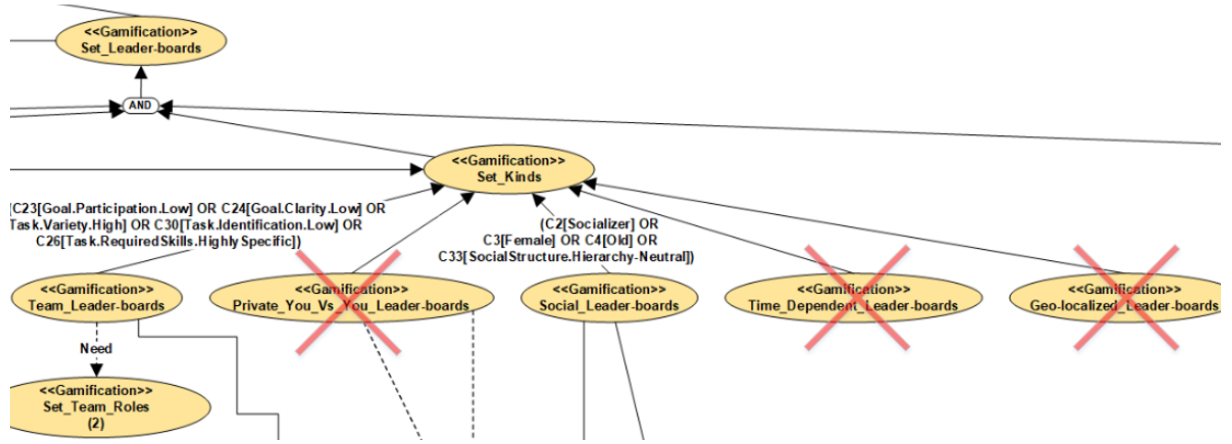 <<Gamification>>
Set_Leader-boards
AND
<<Gamification>>
Set_Kinds
[C23[Goal.Participation.Low] OR C24[Goal.Clarity.Low] OR
Task.Variety.High] OR C30[Task.Identification.Low] OR
C26[Task.RequiredSkills.Highly Specific])
(C2[Socializer] OR
C3[Female] OR C4[Old] OR
C33[SocialStructure.Hierarchy-Neutral])
<<Gamification>>
Team_Leader-boards
<<Gamification>>
Private_You_Vs_You_Leader-boards
<<Gamification>>
Social_Leader-boards
<<Gamification>>
Time_Dependent_Leader-boards
<<Gamification>>
Geo-localized_Leader-boards
Need
<<Gamification>>
Set_Team_Roles
(2)